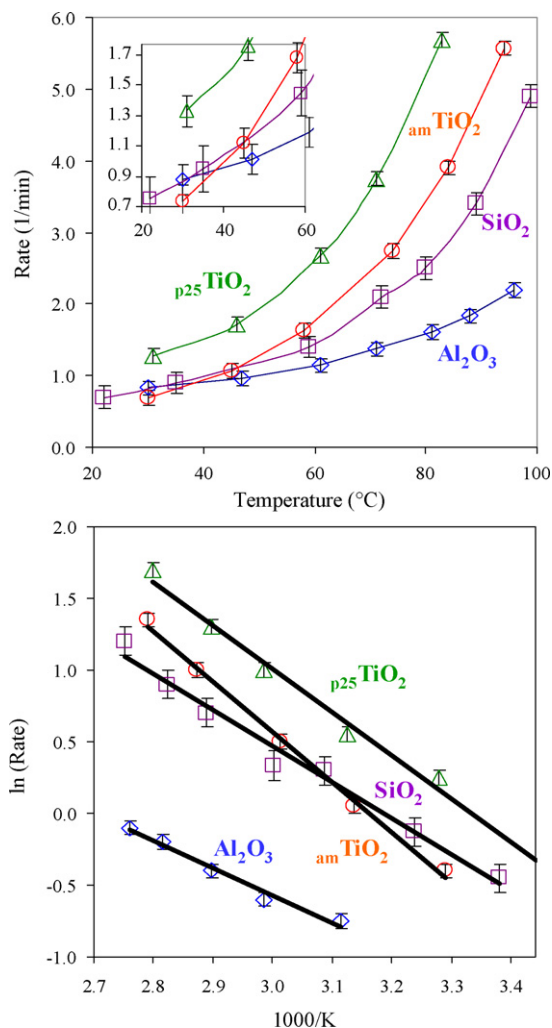 6.0
5.0
4.0
3.0
2.0
1.0
0.0
Rate (1/min)
1.7
1.5
1.3
1.1
0.9
0.7
20 40 60
amTiO2
SiO2
p25TiO2
Al2O3
20 40 60 80 100
Temperature (°C)
2.0
1.5
1.0
0.5
0.0
-0.5
-1.0
ln (Rate)
p25TiO2
SiO2
Al2O3
amTiO2
2.7 2.8 2.9 3.0 3.1 3.2 3.3 3.4
1000/K